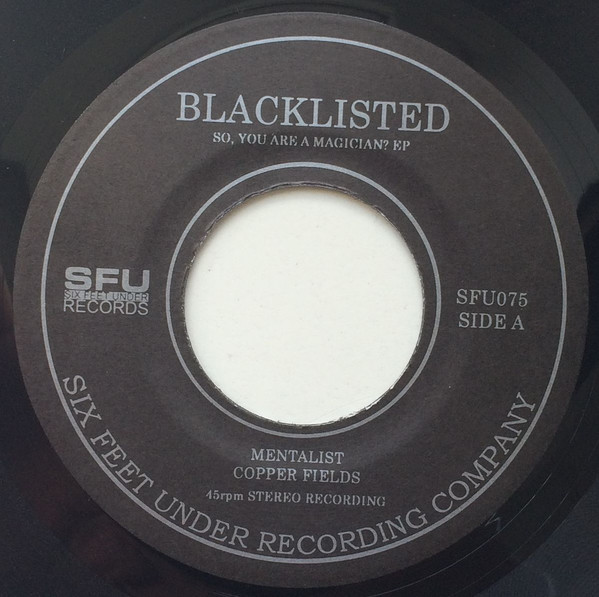 BLACKLISTED
SO, YOU ARE A MAGICIAN? EP
SFU
SIX FEET UNDER
RECORDS
SFU075
SIDE A
MENTALIST
COPPER FIELDS
45rpm STEREO RECORDING
SIX FEET UNDER RECORDING COMPANY